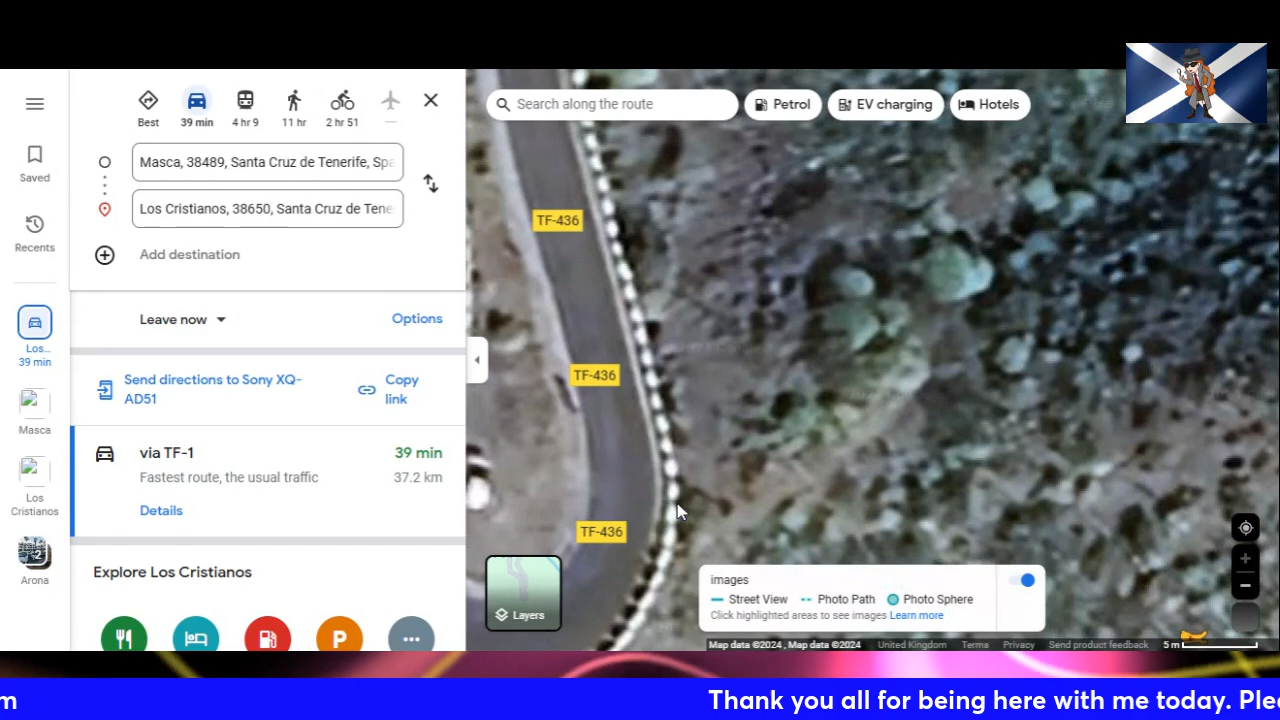 Best
39 min
4 hr 9
11 hr
2 hr 51
—
Masca, 38489, Santa Cruz de Tenerife, Spa
Los Cristianos, 38650, Santa Cruz de Tene
Add destination
Leave now
Options
Send directions to Sony XQ-
AD51
Copy
link
via TF-1
39 min
Fastest route, the usual traffic
37.2 km
Details
Explore Los Cristianos
P
Saved
Recents
Los...
39 min
Masca
Los
Cristianos
2
Arona
Search along the route
Petrol
EV charging
Hotels
TF-436
TF-436
TF-436
Layers
images
Street View
Photo Path
Photo Sphere
Click highlighted areas to see images Learn more
Map data ©2024 , Map data ©2024
United Kingdom
Terms
Privacy
Send product feedback
5 m
m
Thank you all for being here with me today. Plea